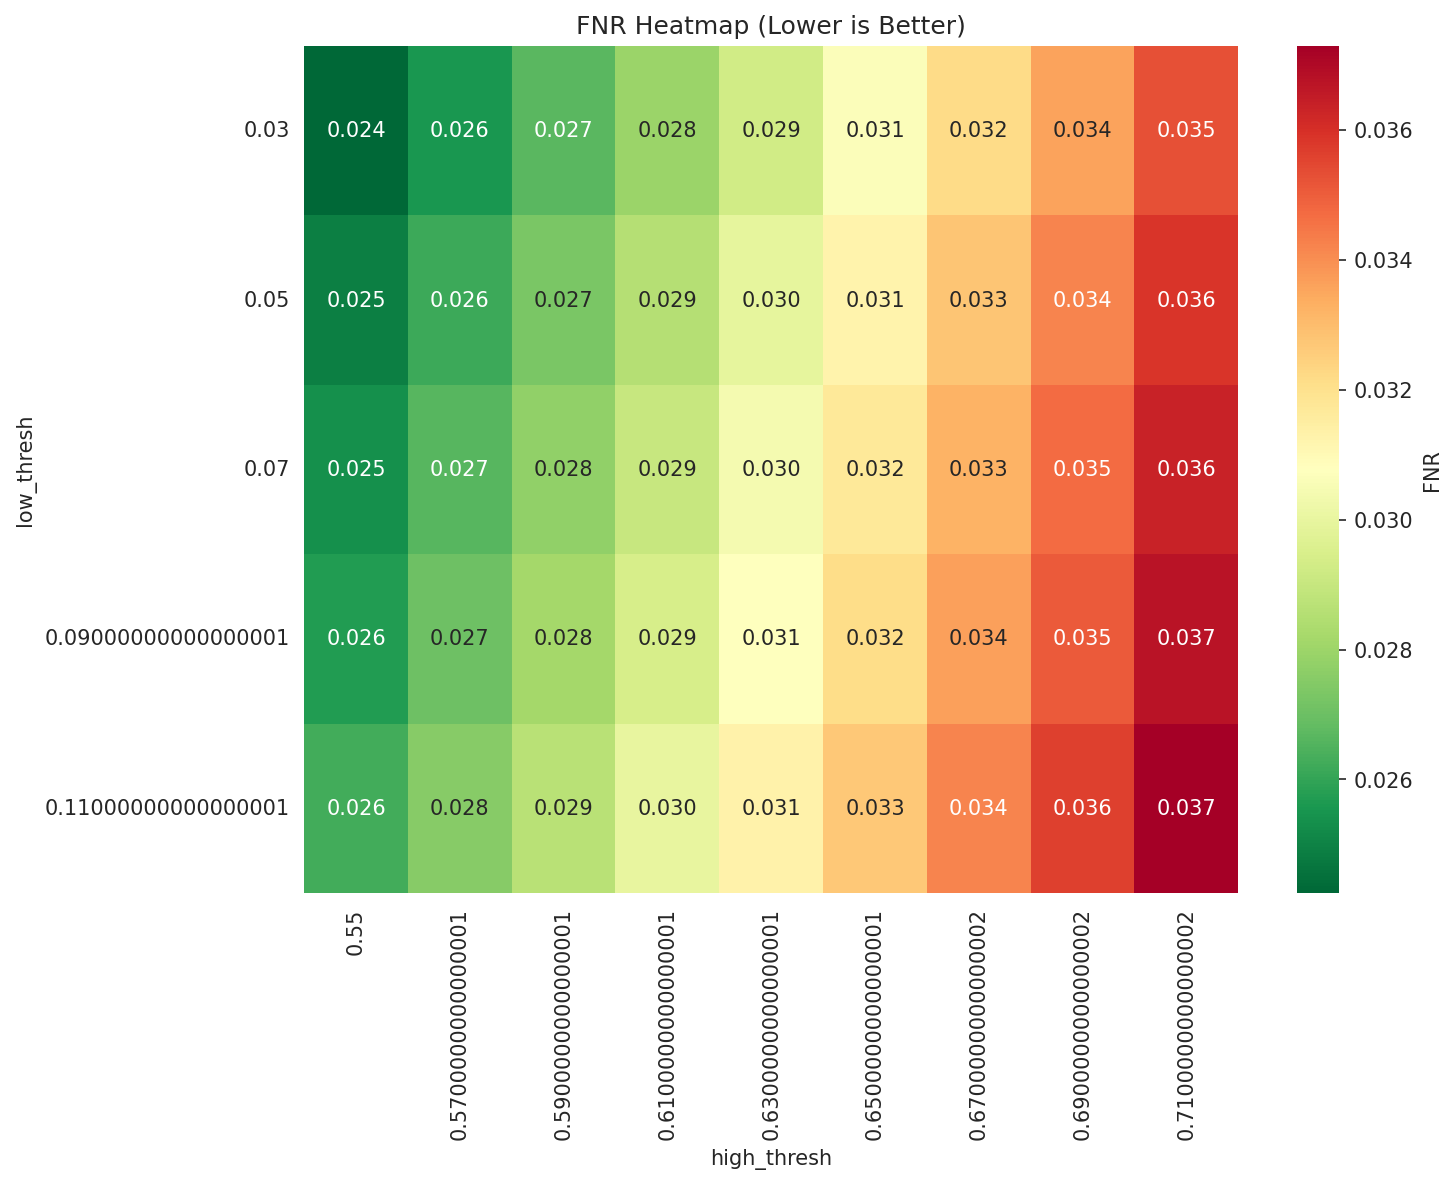 FNR Heatmap (Lower is Better)
0.03 0.024 0.026 0.027 0.028 0.029 0.031 0.032 0.034 0.035
0.05 0.025 0.026 0.027 0.029 0.030 0.031 0.033 0.034 0.036
0.07 0.025 0.027 0.028 0.029 0.030 0.032 0.033 0.035 0.036
0.09000000000000001 0.026 0.027 0.028 0.029 0.031 0.032 0.034 0.035 0.037
0.11000000000000001 0.026 0.028 0.029 0.030 0.031 0.033 0.034 0.036 0.037
low_thresh
0.55
0.5700000000000001
0.5900000000000001
0.6100000000000001
0.6300000000000001
0.6500000000000001
0.6700000000000002
0.6900000000000002
0.7100000000000002
high_thresh
0.036
0.034
0.032
0.030
0.028
0.026
FNR